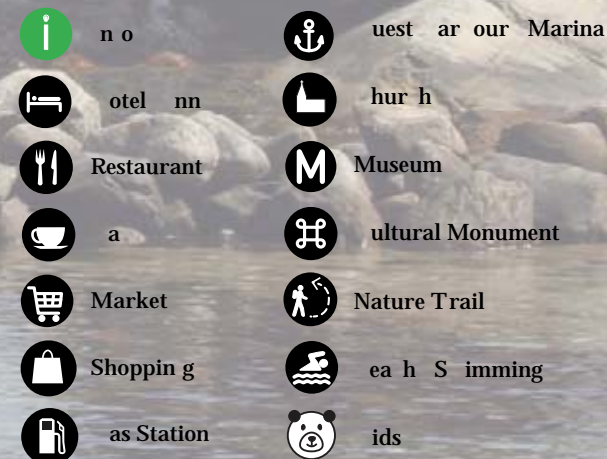 i n o
otel nn
Restaurant
a
Market
Shoppin g
as Station
uest ar our Marina
hur h
M Museum
ultural Monument
Nature Trail
ea h S imming
ids